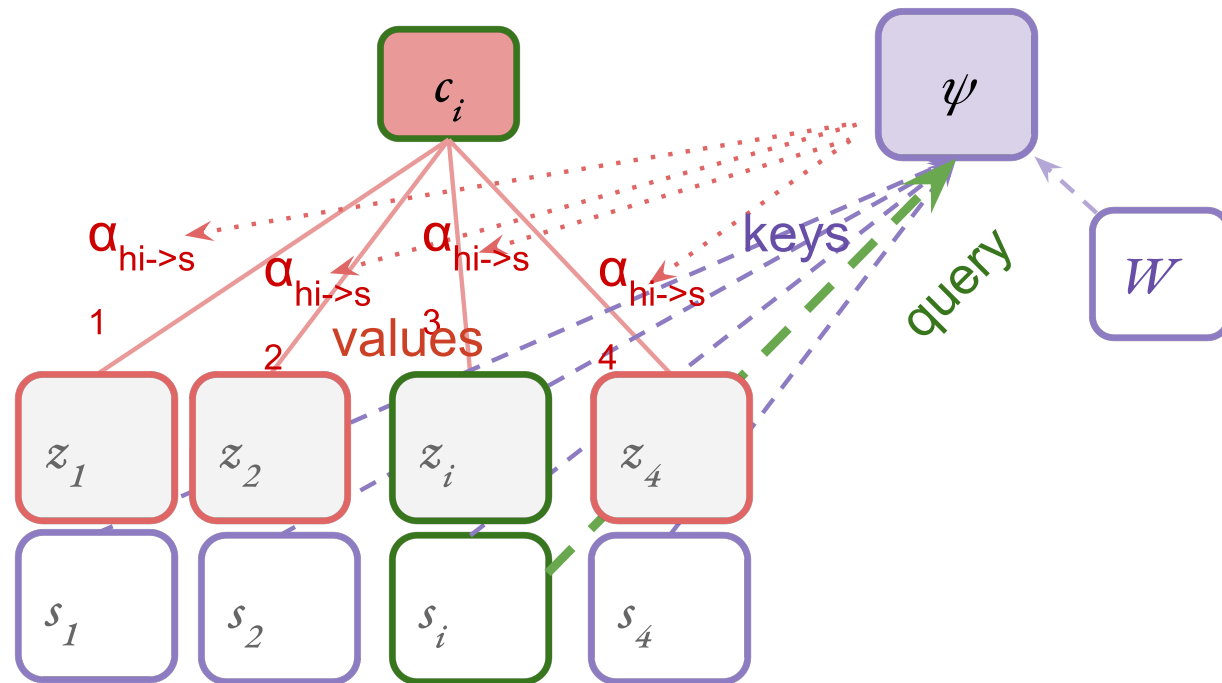 c_i
ψ
α_hi->s
1
α_hi->s
2
α_hi->s
3
α_hi->s
4
keys
query
W
values
z_1
z_2
z_i
z_4
s_1
s_2
s_i
s_4